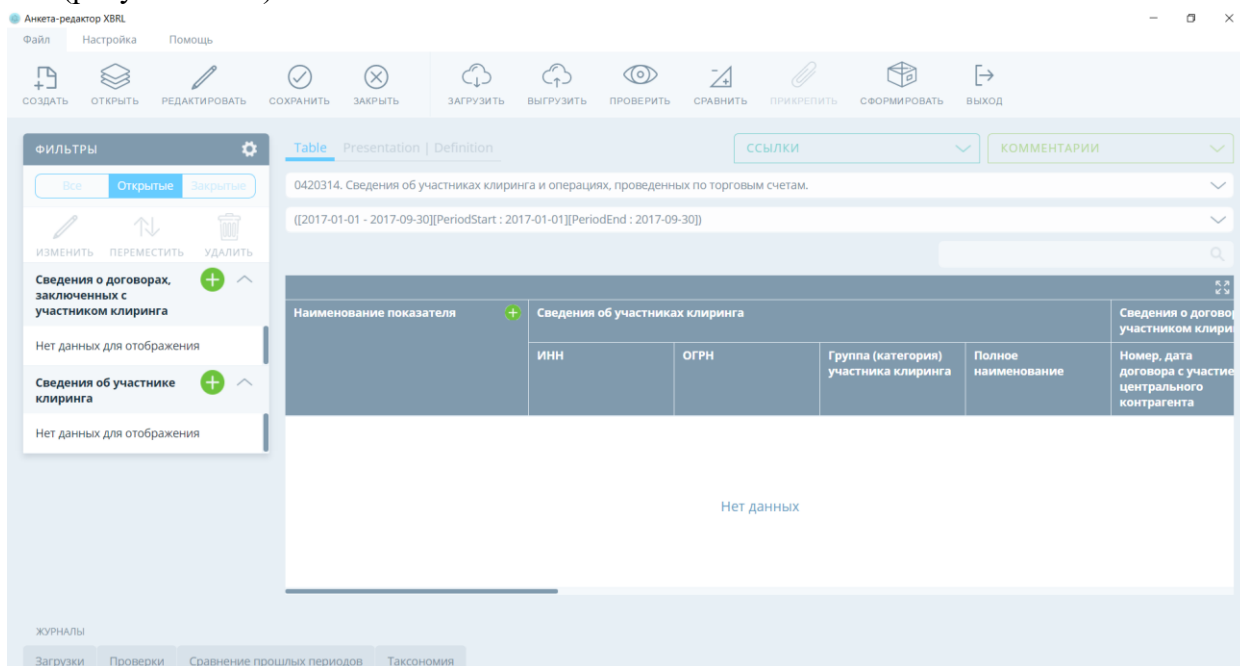 Анкета-редактор XBRL
Файл Настройка Помощь
СОЗДАТЬ ОТКРЫТЬ РЕДАКТИРОВАТЬ СОХРАНИТЬ ЗАКРЫТЬ ЗАГРУЗИТЬ ВЫГРУЗИТЬ ПРОВЕРИТЬ СРАВНИТЬ ПРИКРЕПИТЬ СФОРМИРОВАТЬ ВЫХОД
ФИЛЬТРЫ
Table Presentation | Definition
ССЫЛКИ
КОММЕНТАРИИ
Все Открытые Закрытые
0420314. Сведения об участниках клиринга и операциях, проведенных по торговым счетам.
([2017-01-01 - 2017-09-30][PeriodStart : 2017-01-01][PeriodEnd : 2017-09-30])
ИЗМЕНИТЬ ПЕРЕМЕСТИТЬ УДАЛИТЬ
Сведения о договорах,
заключенных с
участником клиринга
Нет данных для отображения
Сведения об участнике
клиринга
Нет данных для отображения
Наименование показателя
Сведения об участниках клиринга
Сведения о догово
участником клири
ИНН
ОГРН
Группа (категория)
участника клиринга
Полное
наименование
Номер, дата
договора с участие
центрального
контрагента
Нет данных
ЖУРНАЛЫ
Загрузки Проверки Сравнение прошлых периодов Таксономия